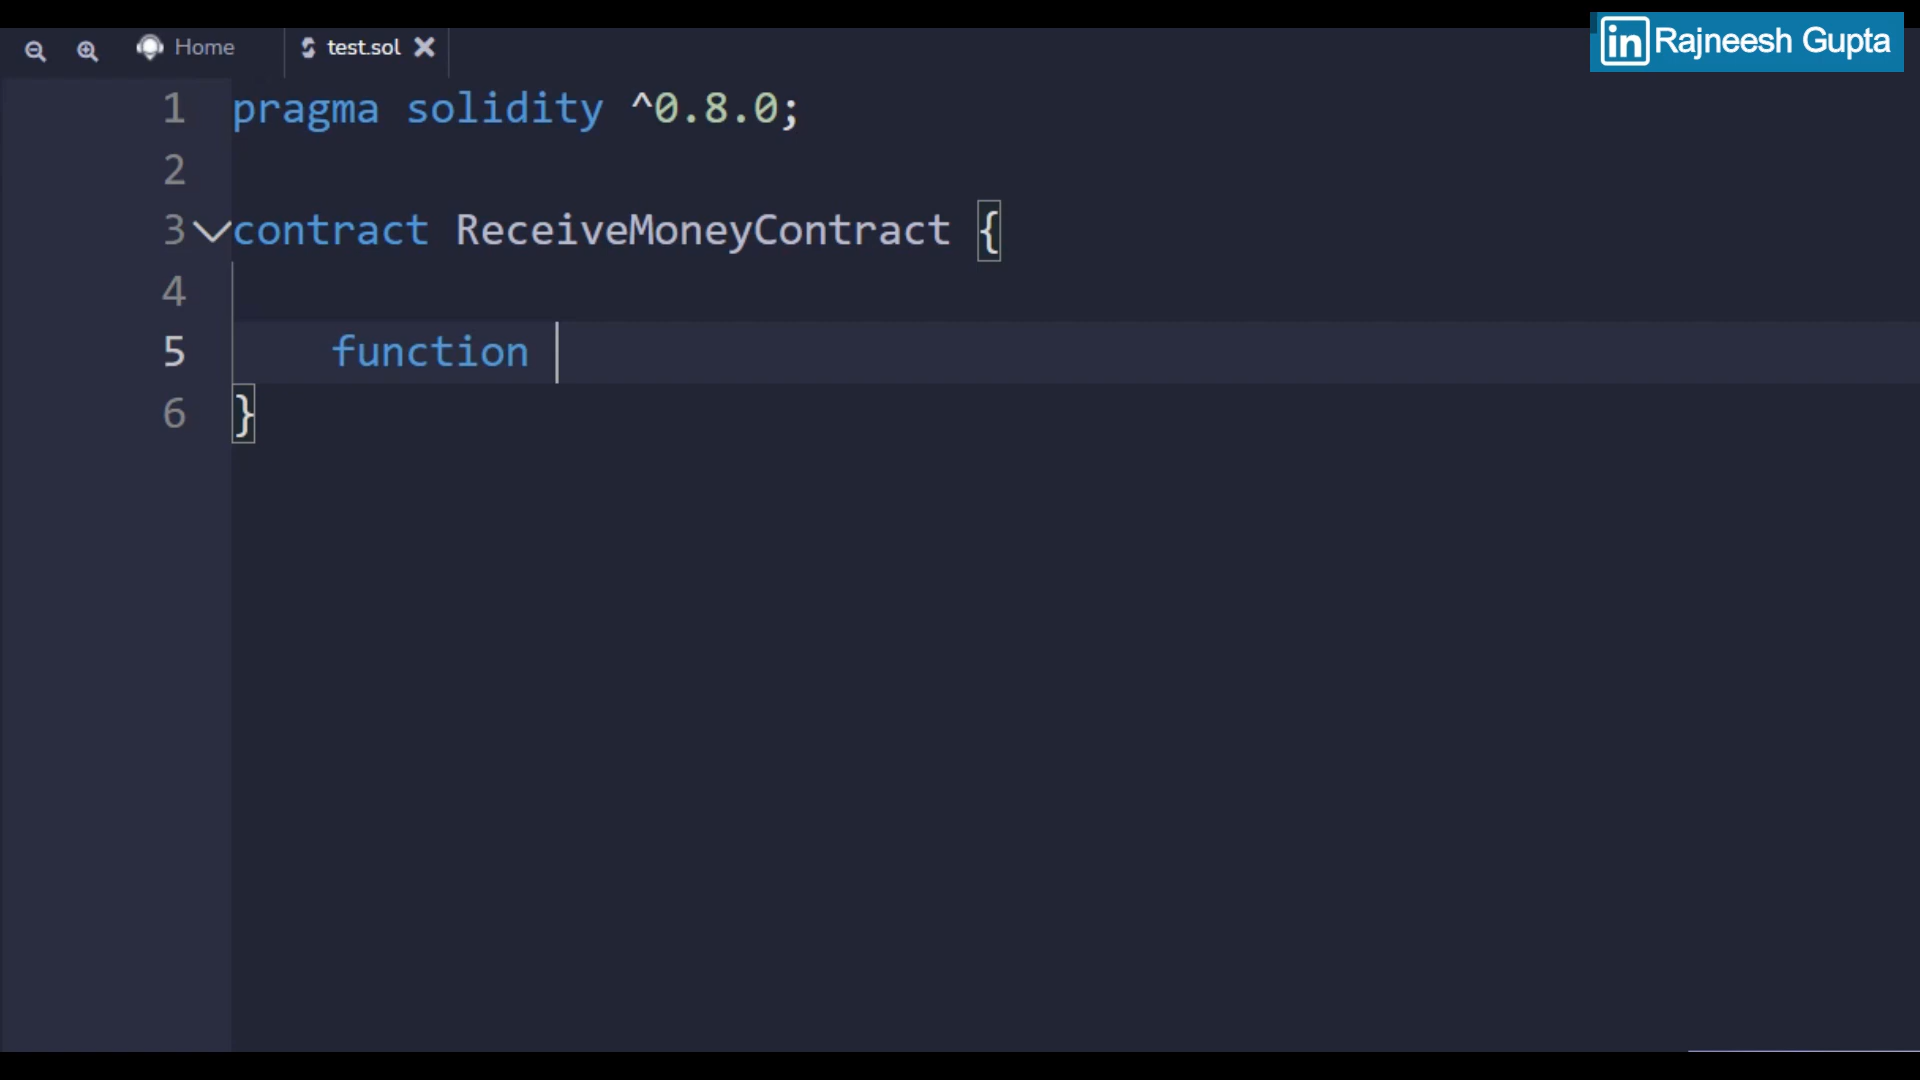 in Rajneesh Gupta
Home test.sol
1 pragma solidity ^0.8.0;
2
3 contract ReceiveMoneyContract {
4
5 function
6 }